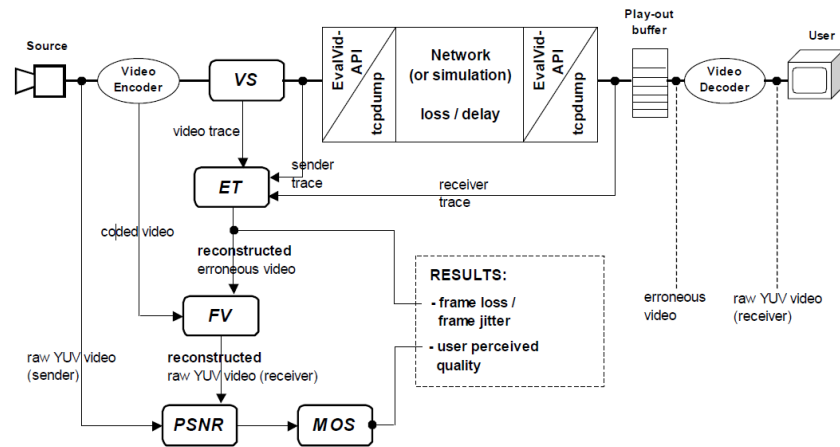 Source
Video
Encoder
VS
EvalVid-
API
tcpdump
Network
(or simulation)
loss / delay
EvalVid-
API
tcpdump
Play-out
buffer
Video
Decoder
User
video trace
sender
trace
receiver
trace
ET
coded video
reconstructed
erroneous video
RESULTS:
- frame loss /
frame jitter
- user perceived
quality
erroneous
video
raw YUV video
(receiver)
FV
raw YUV video
(sender)
reconstructed
raw YUV video (receiver)
PSNR
MOS